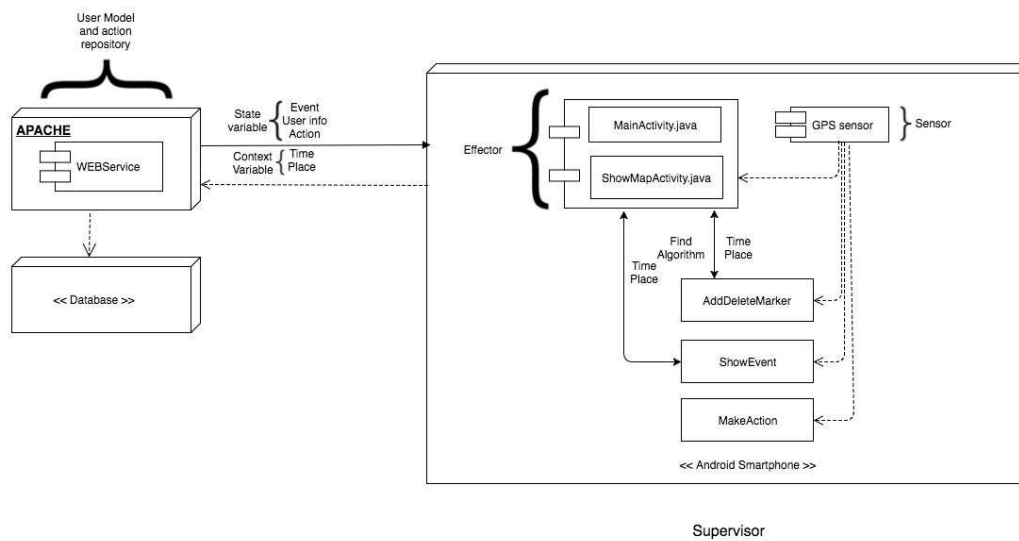 User Model
and action
repository
APACHE
WEBService
<< Database >>
State
variable
Event
User info
Action
Context
Variable
Time
Place
Effector
MainActivity.java
ShowMapActivity.java
GPS sensor
Sensor
Find
Algorithm
Time
Place
Time
Place
AddDeleteMarker
ShowEvent
MakeAction
<< Android Smartphone >>
Supervisor